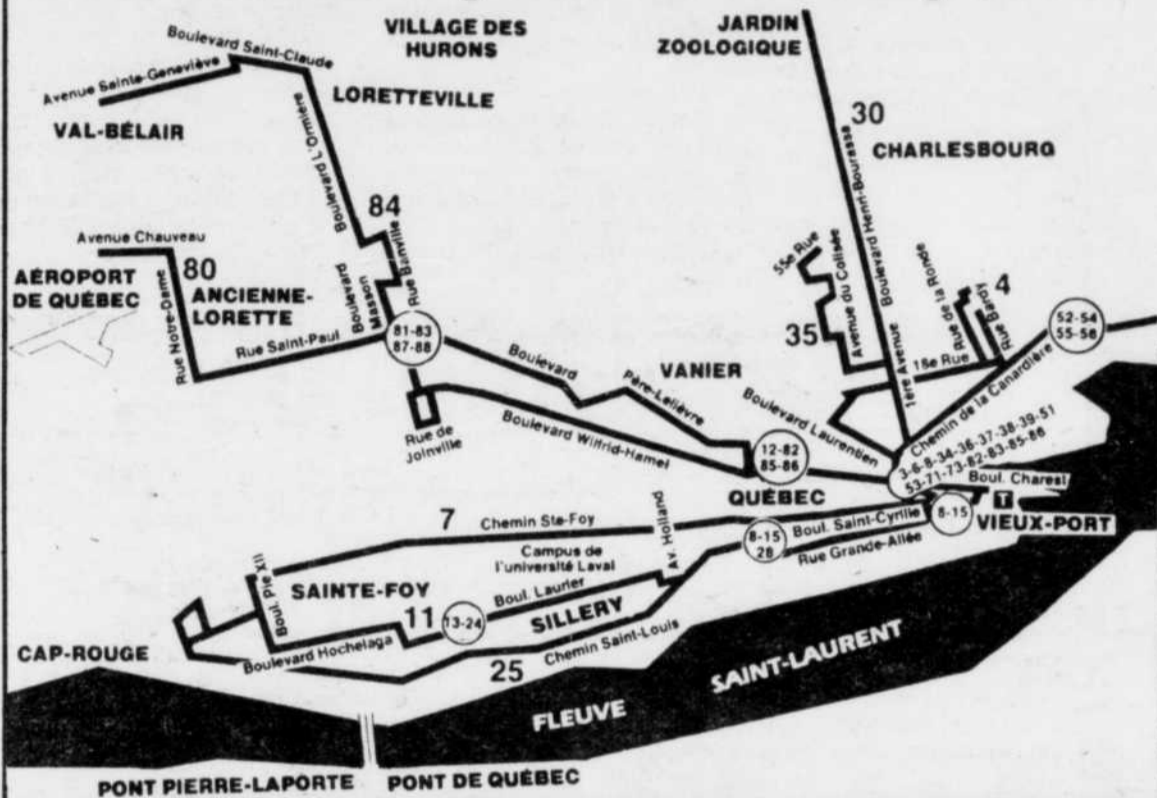 VILLAGE DES
HURONS
JARDIN
ZOOLOGIQUE
Boulevard Saint-Claude
Avenue Sainte-Geneviève
LORETTEVILLE
VAL-BÉLAIR
Boulevard L'Ormière
30
CHARLESBOURG
Boulevard Henri-Bourassa
84
Avenue Chauveau
80
AÉROPORT
DE QUÉBEC
ANCIENNE-
LORETTE
Rue Notre-Dame
Rue Saint-Paul
Boulevard
Masson
Rue Bienville
81-83
87-88
55e Rue
Avenue du Colisée
35
Rue de la Ronde
4
Rue Bardy
18e Rue
1ère Avenue
52-54
55-56
Boulevard
Père-Lelièvre
VANIER
Boulevard Laurentien
Chemin de la Canardière
Rue de
Joinville
Boulevard Wilfrid-Hamel
12-82
85-86
3-6-8-34-36-37-38-39-51
53-71-73-82-83-85-86
Boul. Charest
QUÉBEC
T
VIEUX-PORT
7
Chemin Ste-Foy
Av. Holland
8-15
28
Boul. Saint-Cyrille
8-15
Rue Grande-Allée
Campus de
l'université Laval
Boul. Pie XII
SAINTE-FOY
11
13-24
Boul. Laurier
SILLERY
CAP-ROUGE
Boulevard Hochelaga
25
Chemin Saint-Louis
FLEUVE
SAINT-LAURENT
PONT PIERRE-LAPORTE
PONT DE QUÉBEC